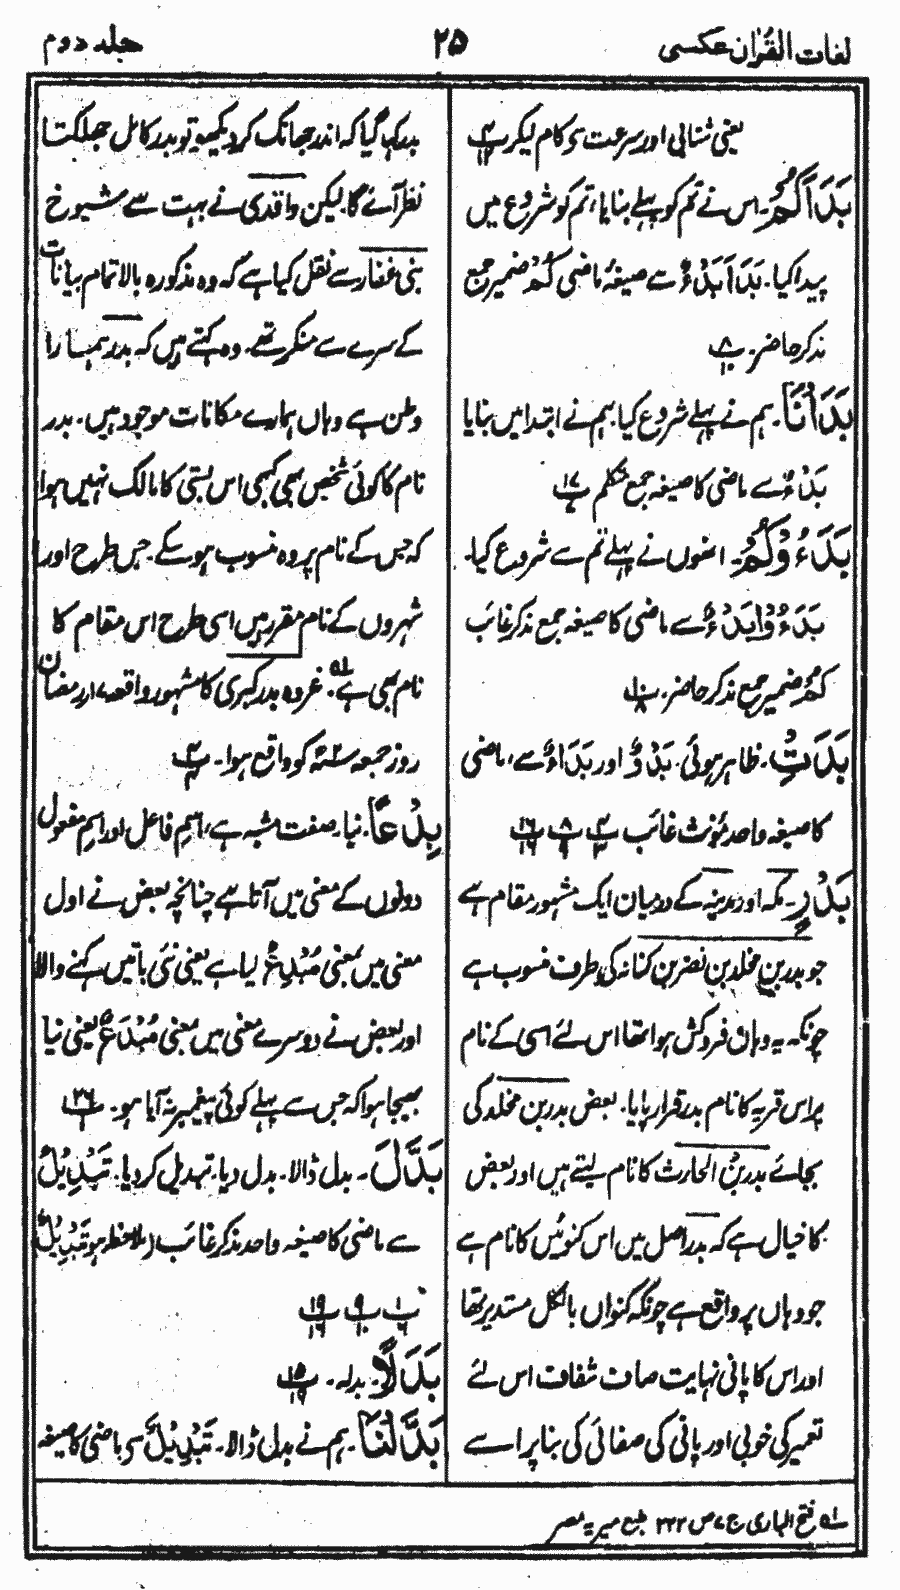 لغات القرآن عکسی
۲۵
جلد دوم
یعنی شتابی اور سرعت سے کام لیکر
بَدَأَکُمْ۔ اس نے تم کو پہلے بنایا، تم کو شروع میں
پیدا کیا۔ بَدَأَ بَدْءٌ سے صیغۂ ماضی کُمْ ضمیر جمع
مذکر حاضر۔
بَدَأْنَا۔ ہم نے پہلے شروع کیا۔ ہم نے ابتدا میں بنایا
بَدْءٌ سے ماضی کا صیغہ جمع متکلم
بَدَءُوْکُمْ۔ انھوں نے پہلے تم سے شروع کیا۔
بَدَءُوْا بَدْءٌ سے ماضی کا صیغہ جمع مذکر غائب
کُمْ ضمیر جمع مذکر حاضر۔
بَدَتْ۔ ظاہر ہوئی۔ بَدْوٌ اور بَدَاءٌ سے، ماضی
کا صیغہ واحد مؤنث غائب
بَدْرٍ۔ مکہ اور مدینہ کے درمیان ایک مشہور مقام ہے
جو بدر بن مخلد بن نضر بن کنانہ کی طرف منسوب ہے
چونکہ یہ وہاں فروکش ہوا تھا اس لئے اسی کے نام
پر اس قریہ کا نام بدر قرار پایا۔ بعض بدر بن مخلد کی
بجائے بدر بن الحارث کا نام لیتے ہیں اور بعض
کا خیال ہے کہ بدر اصل میں اس کنوئیں کا نام ہے
جو وہاں پر واقع ہے چونکہ کنواں بالکل مستدیر تھا
اور اس کا پانی نہایت صاف شفاف اس لئے
تعمیر کی خوبی اور پانی کی صفائی کی بنا پر اسے
بدر کہا گیا کہ اندر جھانک کر دیکھیے تو بدر کامل جھلکتا
نظر آنے گا۔ لیکن واقدی نے بہت سے شیوخ
بنی غفار سے نقل کیا ہے کہ وہ مذکورہ بالا تمام بیانات
کے سرے سے منکر تھے۔ وہ کہتے ہیں کہ بدر ہمارا
وطن ہے وہاں ہمارے مکانات موجود ہیں۔ بدر
نام کا کوئی شخص بھی کبھی اس بستی کا مالک نہیں ہوا
کہ جس کے نام پر وہ منسوب ہو سکے۔ جس طرح اور
شہروں کے نام مقرر ہیں اسی طرح اس مقام کا
نام بھی ہے۔ غزوہ بدر کبری کا مشہور واقعہ، ار رمضان
روز جمعہ سنہ ۲ھ کو واقع ہوا۔
بِدْعًا۔ نیا۔ صفت مشبہ ہے، اسم فاعل اور اسم مفعول
دونوں کے معنی میں آتا ہے چنانچہ بعض نے اول
معنی میں بمعنی مُبْدِعٌ لیا ہے یعنی نئی باتیں کہنے والا
اور بعض نے دوسرے معنی میں بمعنی مُبْدَعٌ یعنی نیا
بھیجا ہوا کہ جس سے پہلے کوئی پیغمبر نہ آیا ہو۔
بَدَّلَ۔ بدل ڈالا۔ بدل دیا۔ تبدیل کر دیا۔ تَبْدِیْلٌ
سے ماضی کا صیغہ واحد مذکر غائب (ملاحظہ ہو تَبْدِیْلٌ)
بَدَلًا۔ بدلہ۔
بَدَّلْنَا۔ ہم نے بدل ڈالا۔ تَبْدِیْلٌ سے ماضی کا صیغہ
لہ فتح الباری ج ۷ ص ۲۲۲ طبع میریہ مصر